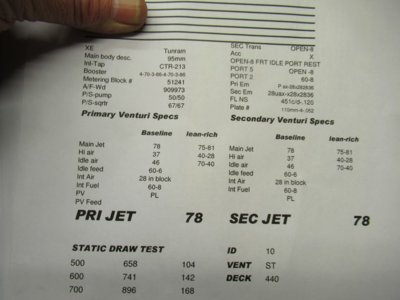 XE Tunram SEC Trans OPEN-8
Main body desc. 95mm Acc X
Int-Tap CTR-213 OPEN-8 FRT IDLE PORT REST
Booster 4-70-3-86-4-70-3-86 PORT 5 OPEN-8
Metering Block # 51241 PORT 2 60-8
A/F-Wd 909973 Pri Em
P/S-pump 50/50 Sec Em 28uax-x28x2836
P/S-sqrtr 67/67 FL NS 451c/d-.120
Plate # 110mm-4-.062
Primary Venturi Specs Secondary Venturi Specs
Baseline lean-rich Baseline lean-rich
Main Jet 78 75-81 Main Jet 78 75-81
Hi air 37 40-28 Hi air 37 40-28
Idle air 46 70-40 Idle air 46 70-40
Idle feed 60-6 Idle feed 60-6
Int Air 28 in block Int Air 28 in block
Int Fuel 60-8 Int Fuel 60-8
PV PL PL
PV Feed
PRI JET 78 SEC JET 78
STATIC DRAW TEST ID 10
500 658 104 VENT ST
600 741 142 DECK 440
700 896 168